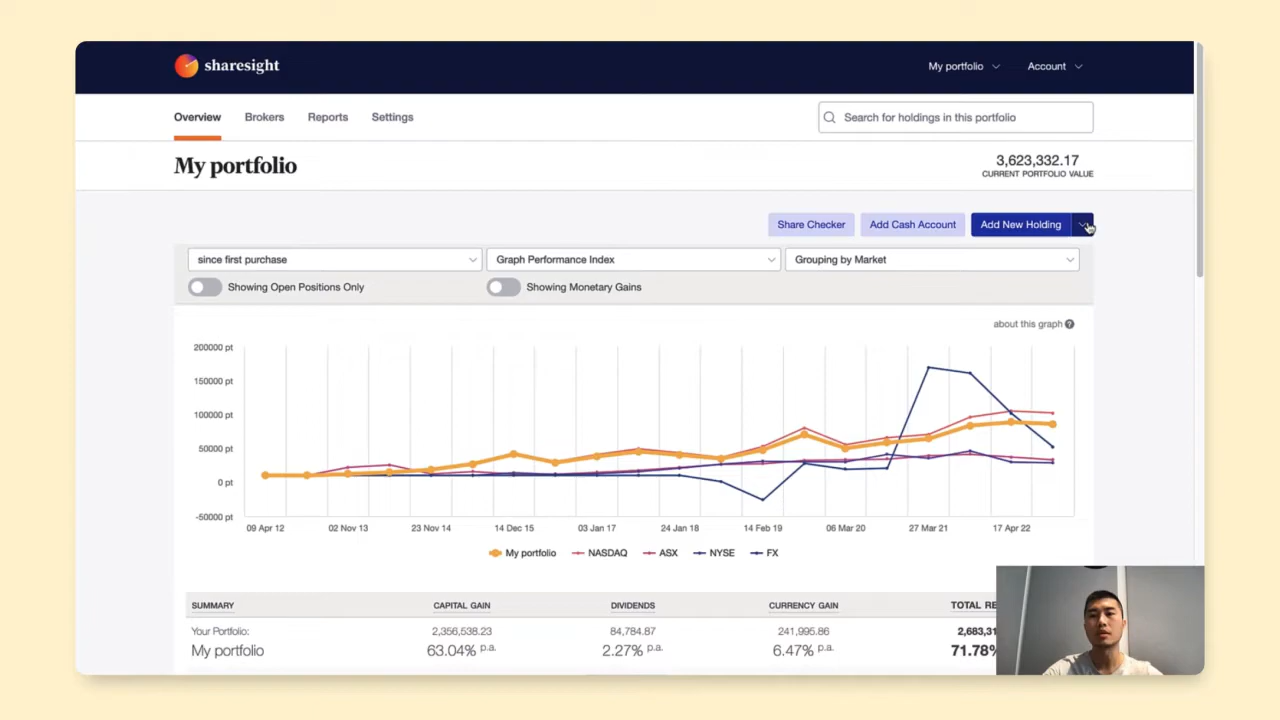 sharesight
My portfolio
Account
Overview
Brokers
Reports
Settings
Search for holdings in this portfolio
My portfolio
3,623,332.17
CURRENT PORTFOLIO VALUE
Share Checker
Add Cash Account
Add New Holding
since first purchase
Graph Performance Index
Grouping by Market
Showing Open Positions Only
Showing Monetary Gains
about this graph
200000 pt
150000 pt
100000 pt
50000 pt
0 pt
-50000 pt
09 Apr 12
02 Nov 13
23 Nov 14
14 Dec 15
03 Jan 17
24 Jan 18
14 Feb 19
06 Mar 20
27 Mar 21
17 Apr 22
My portfolio
NASDAQ
ASX
NYSE
FX
SUMMARY
CAPITAL GAIN
DIVIDENDS
CURRENCY GAIN
TOTAL RE
Your Portfolio:
2,356,538.23
84,784.87
241,995.86
2,683,31
My portfolio
63.04% p.a.
2.27% p.a.
6.47% p.a.
71.78%